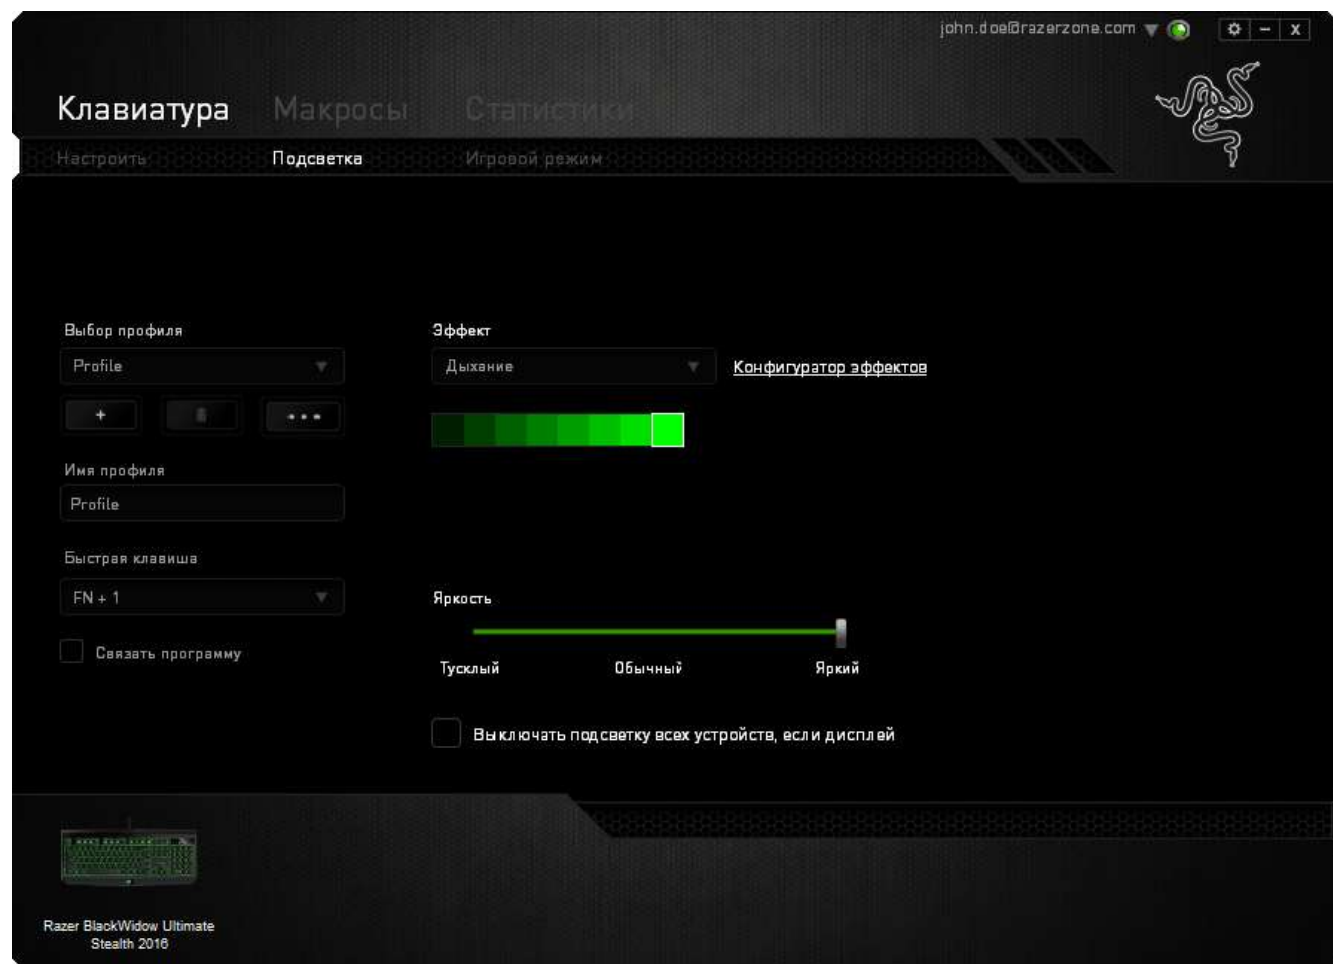 john.doe@razerzone.com
Клавиатура Макросы Статистики
Настроить Подсветка Игровой режим
Выбор профиля
Profile
Имя профиля
Profile
Быстрая клавиша
FN + 1
Связать программу
Эффект
Дыхание
Конфигуратор эффектов
Яркость
Тусклый Обычный Яркий
Выключать подсветку всех устройств, если дисплей
Razer BlackWidow Ultimate
Stealth 2016